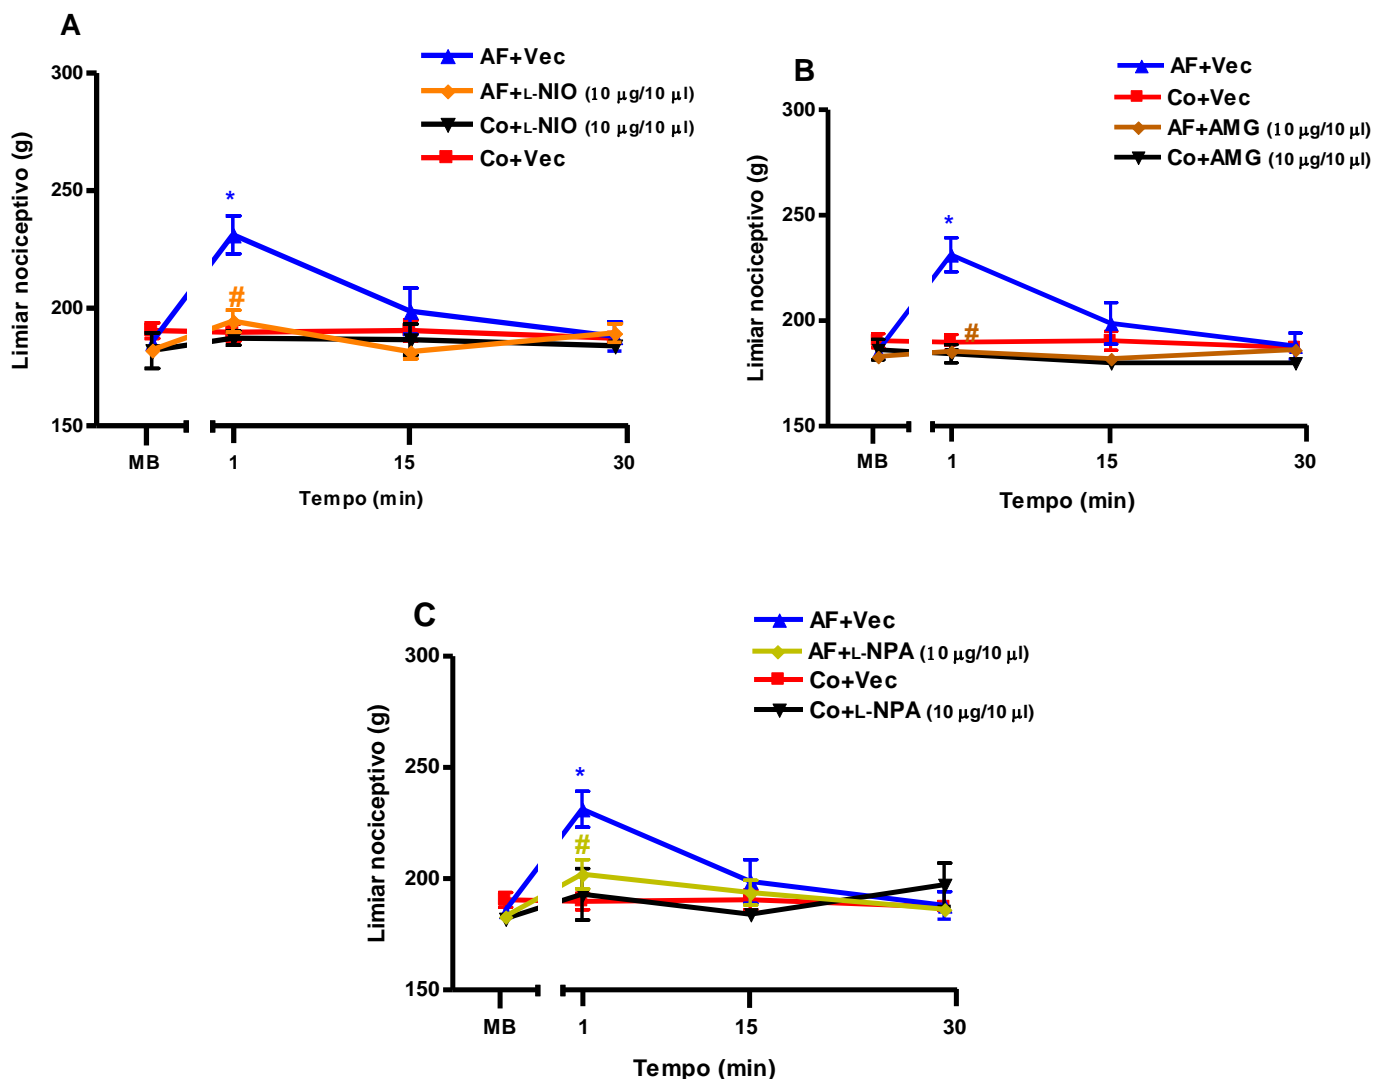 A
AF+Vec
AF+L-NIO (10 µg/10 µl)
Co+L-NIO (10 µg/10 µl)
Co+Vec
300
250
200
150
Limiar nociceptivo (g)
*
#
MB
1
15
30
Tempo (min)
B
AF+Vec
Co+Vec
AF+AMG (10 µg/10 µl)
Co+AMG (10 µg/10 µl)
300
250
200
150
Limiar nociceptivo (g)
*
#
MB
1
15
30
Tempo (min)
C
AF+Vec
AF+L-NPA (10 µg/10 µl)
Co+Vec
Co+L-NPA (10 µg/10 µl)
300
250
200
150
Limiar nociceptivo (g)
*
#
MB
1
15
30
Tempo (min)